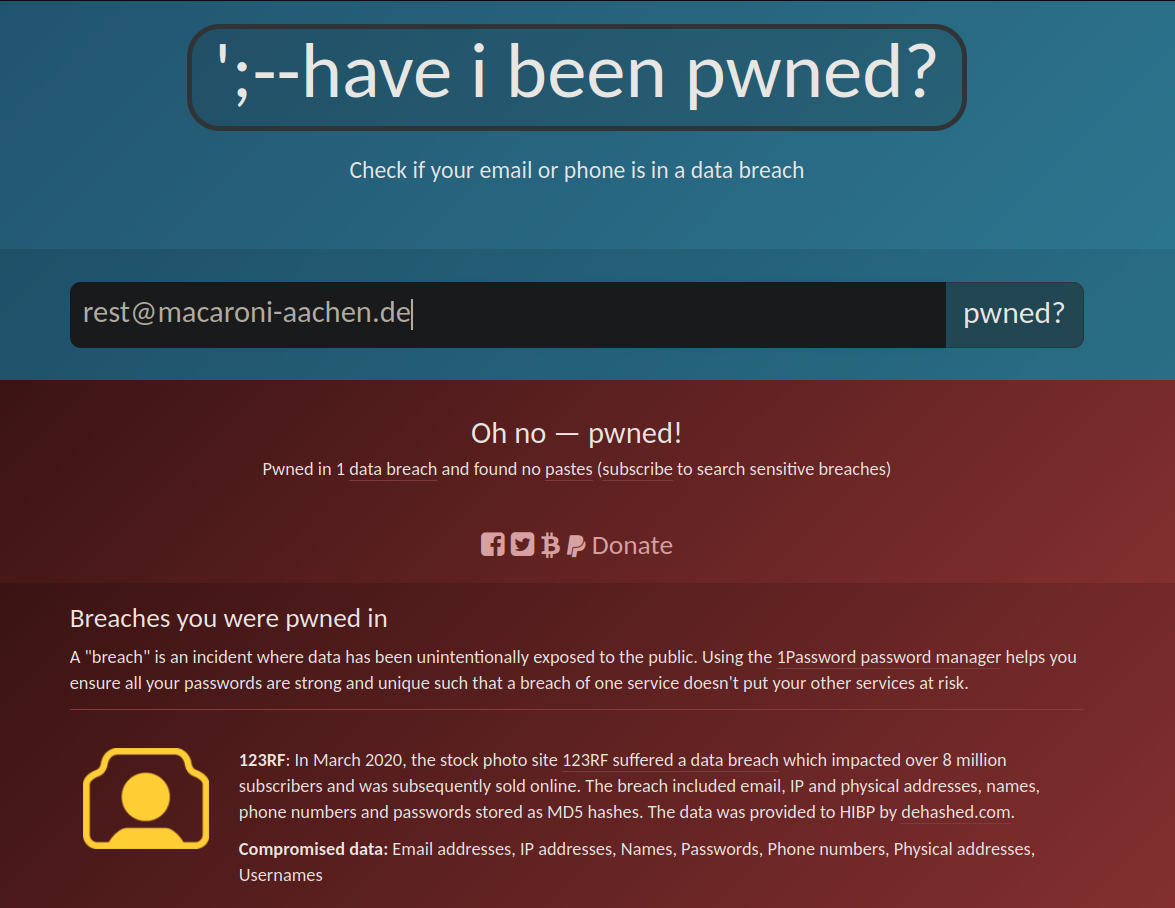 ';--have i been pwned?
Check if your email or phone is in a data breach
rest@macaroni-aachen.de
pwned?
Oh no — pwned!
Pwned in 1 data breach and found no pastes (subscribe to search sensitive breaches)
Donate
Breaches you were pwned in
A "breach" is an incident where data has been unintentionally exposed to the public. Using the 1Password password manager helps you
ensure all your passwords are strong and unique such that a breach of one service doesn't put your other services at risk.
123RF: In March 2020, the stock photo site 123RF suffered a data breach which impacted over 8 million
subscribers and was subsequently sold online. The breach included email, IP and physical addresses, names,
phone numbers and passwords stored as MD5 hashes. The data was provided to HIBP by dehashed.com.
Compromised data: Email addresses, IP addresses, Names, Passwords, Phone numbers, Physical addresses,
Usernames